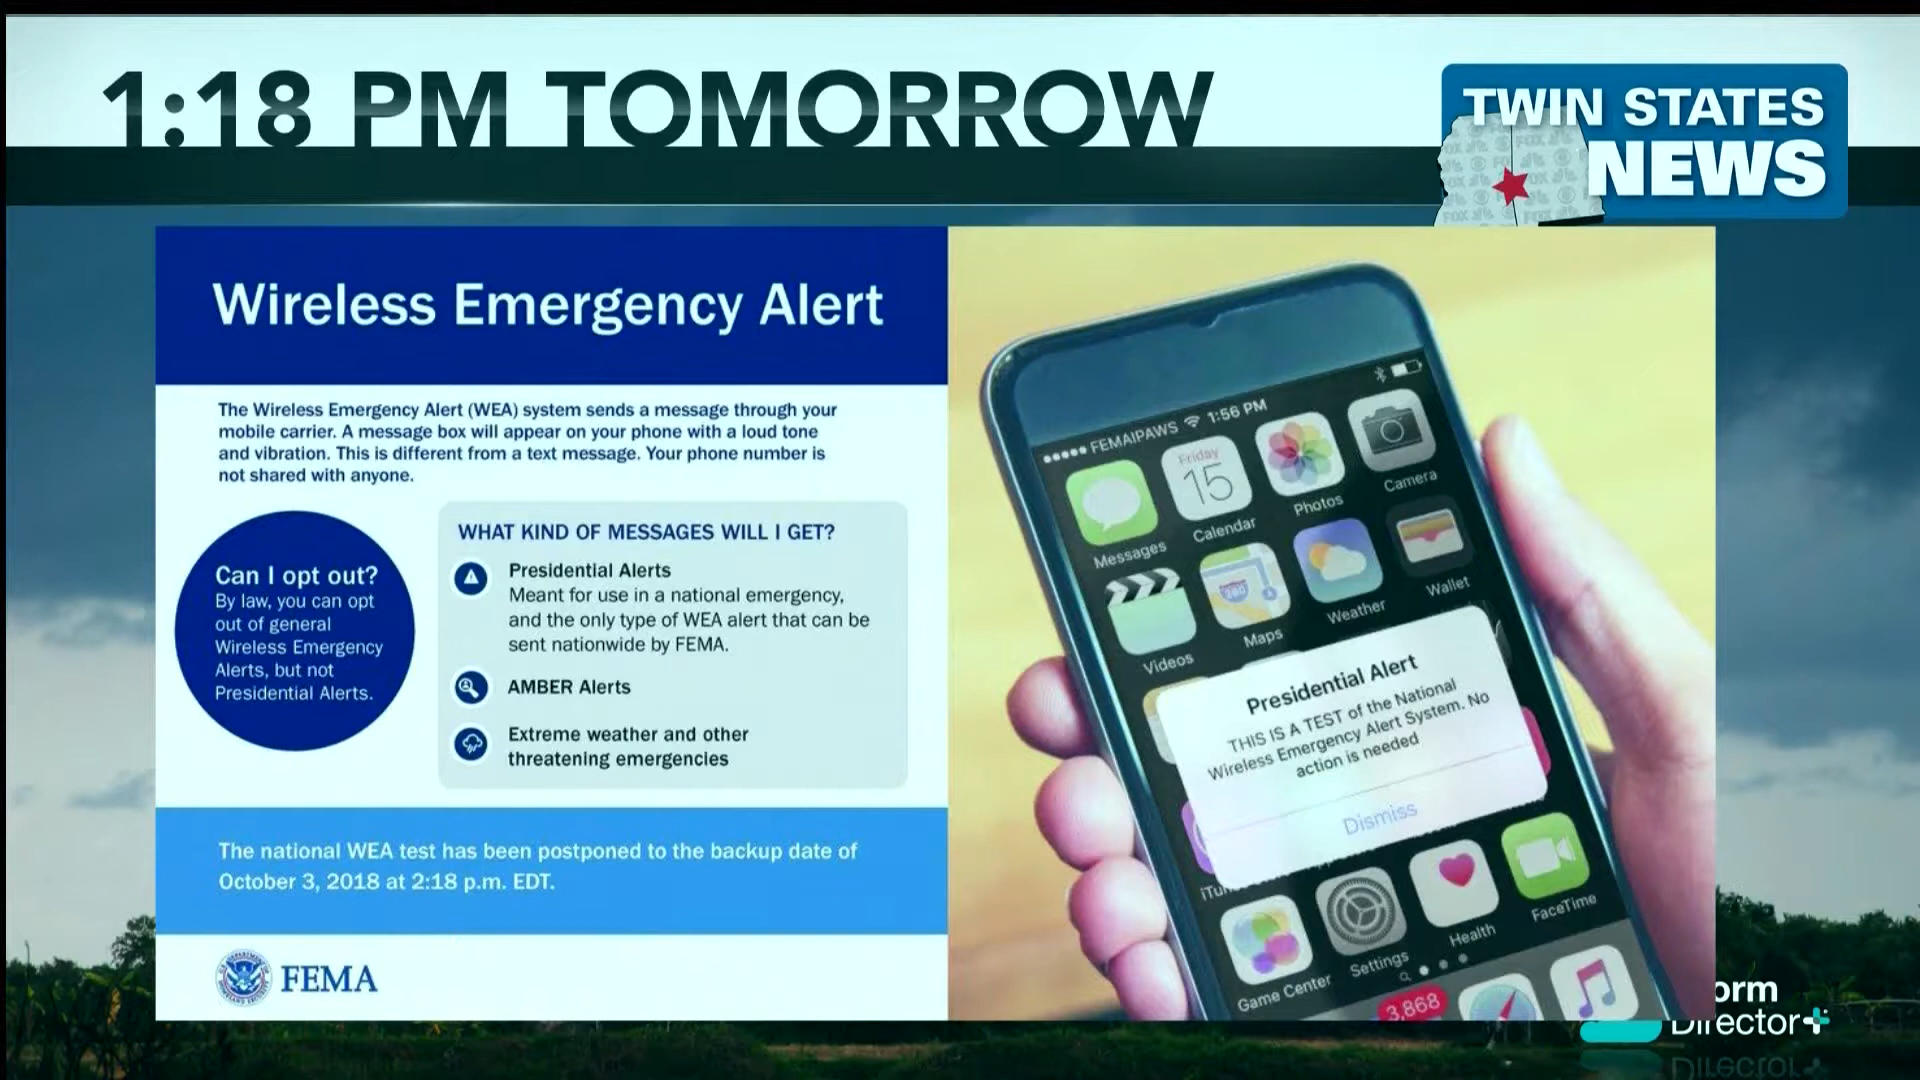 1:18 PM TOMORROW
TWIN STATES
NEWS
Wireless Emergency Alert
The Wireless Emergency Alert (WEA) system sends a message through your
mobile carrier. A message box will appear on your phone with a loud tone
and vibration. This is different from a text message. Your phone number is
not shared with anyone.
Can I opt out?
By law, you can opt
out of general
Wireless Emergency
Alerts, but not
Presidential Alerts.
WHAT KIND OF MESSAGES WILL I GET?
Presidential Alerts
Meant for use in a national emergency,
and the only type of WEA alert that can be
sent nationwide by FEMA.
AMBER Alerts
Extreme weather and other
threatening emergencies
The national WEA test has been postponed to the backup date of
October 3, 2018 at 2:18 p.m. EDT.
FEMA
FEMAIPAWS 1:56 PM
Friday
15
Messages Calendar Photos Camera
280
Videos Maps Weather Wallet
Presidential Alert
THIS IS A TEST of the National
Wireless Emergency Alert System. No
action is needed
Dismiss
Game Center Settings Health FaceTime
3,868
orm
Director+